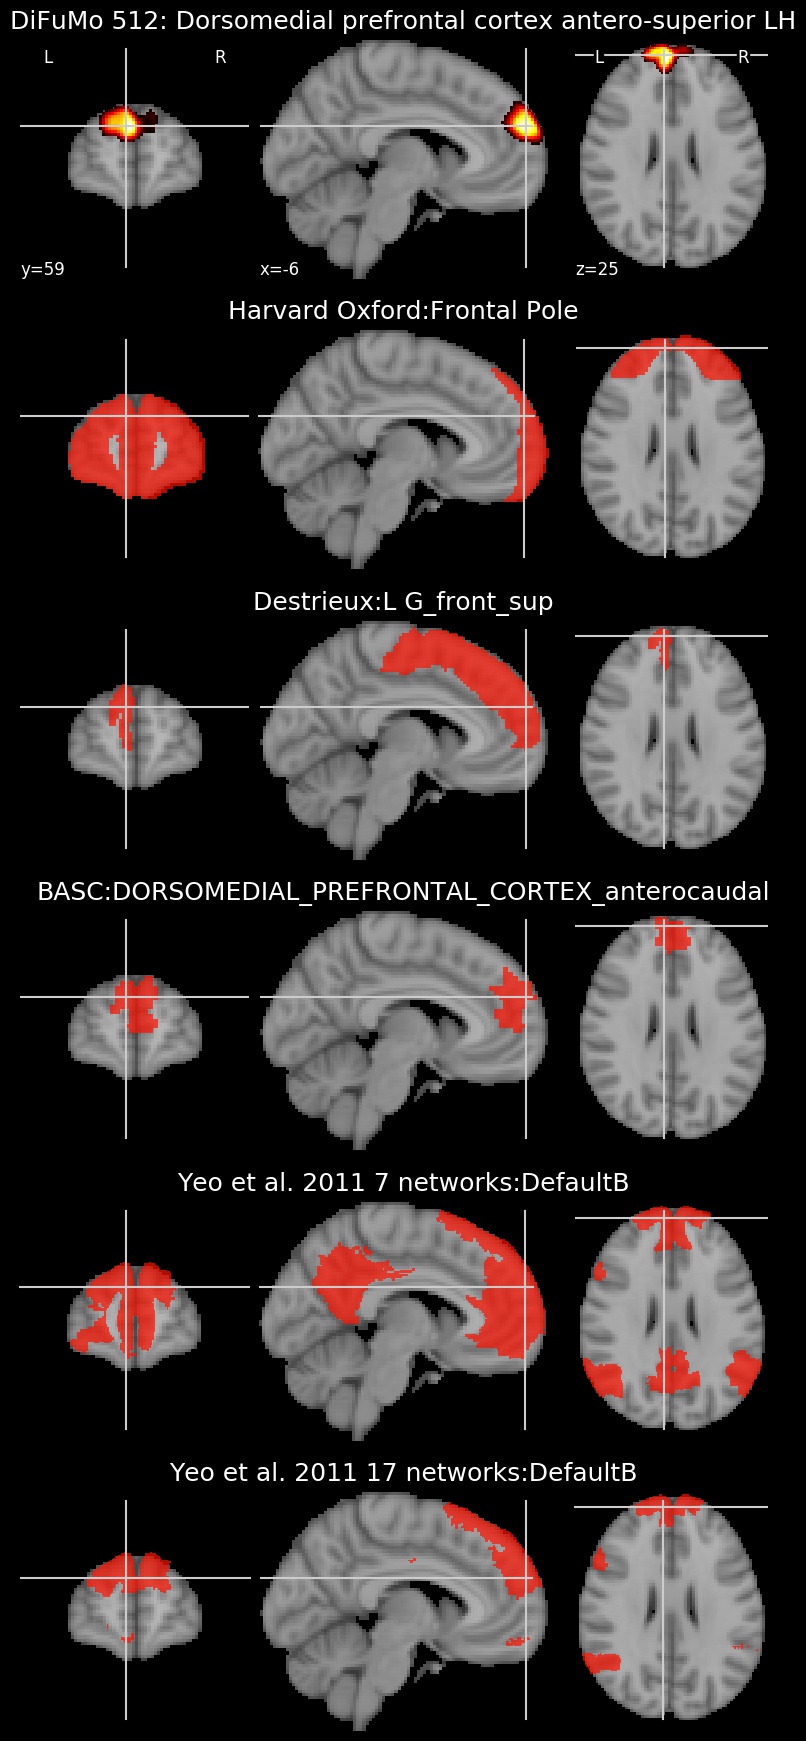 DiFuMo 512: Dorsomedial prefrontal cortex antero-superior LH
L R L R
y=59 x=-6 z=25
Harvard Oxford:Frontal Pole
Destrieux:L G_front_sup
BASC:DORSOMEDIAL_PREFRONTAL_CORTEX_anterocaudal
Yeo et al. 2011 7 networks:DefaultB
Yeo et al. 2011 17 networks:DefaultB